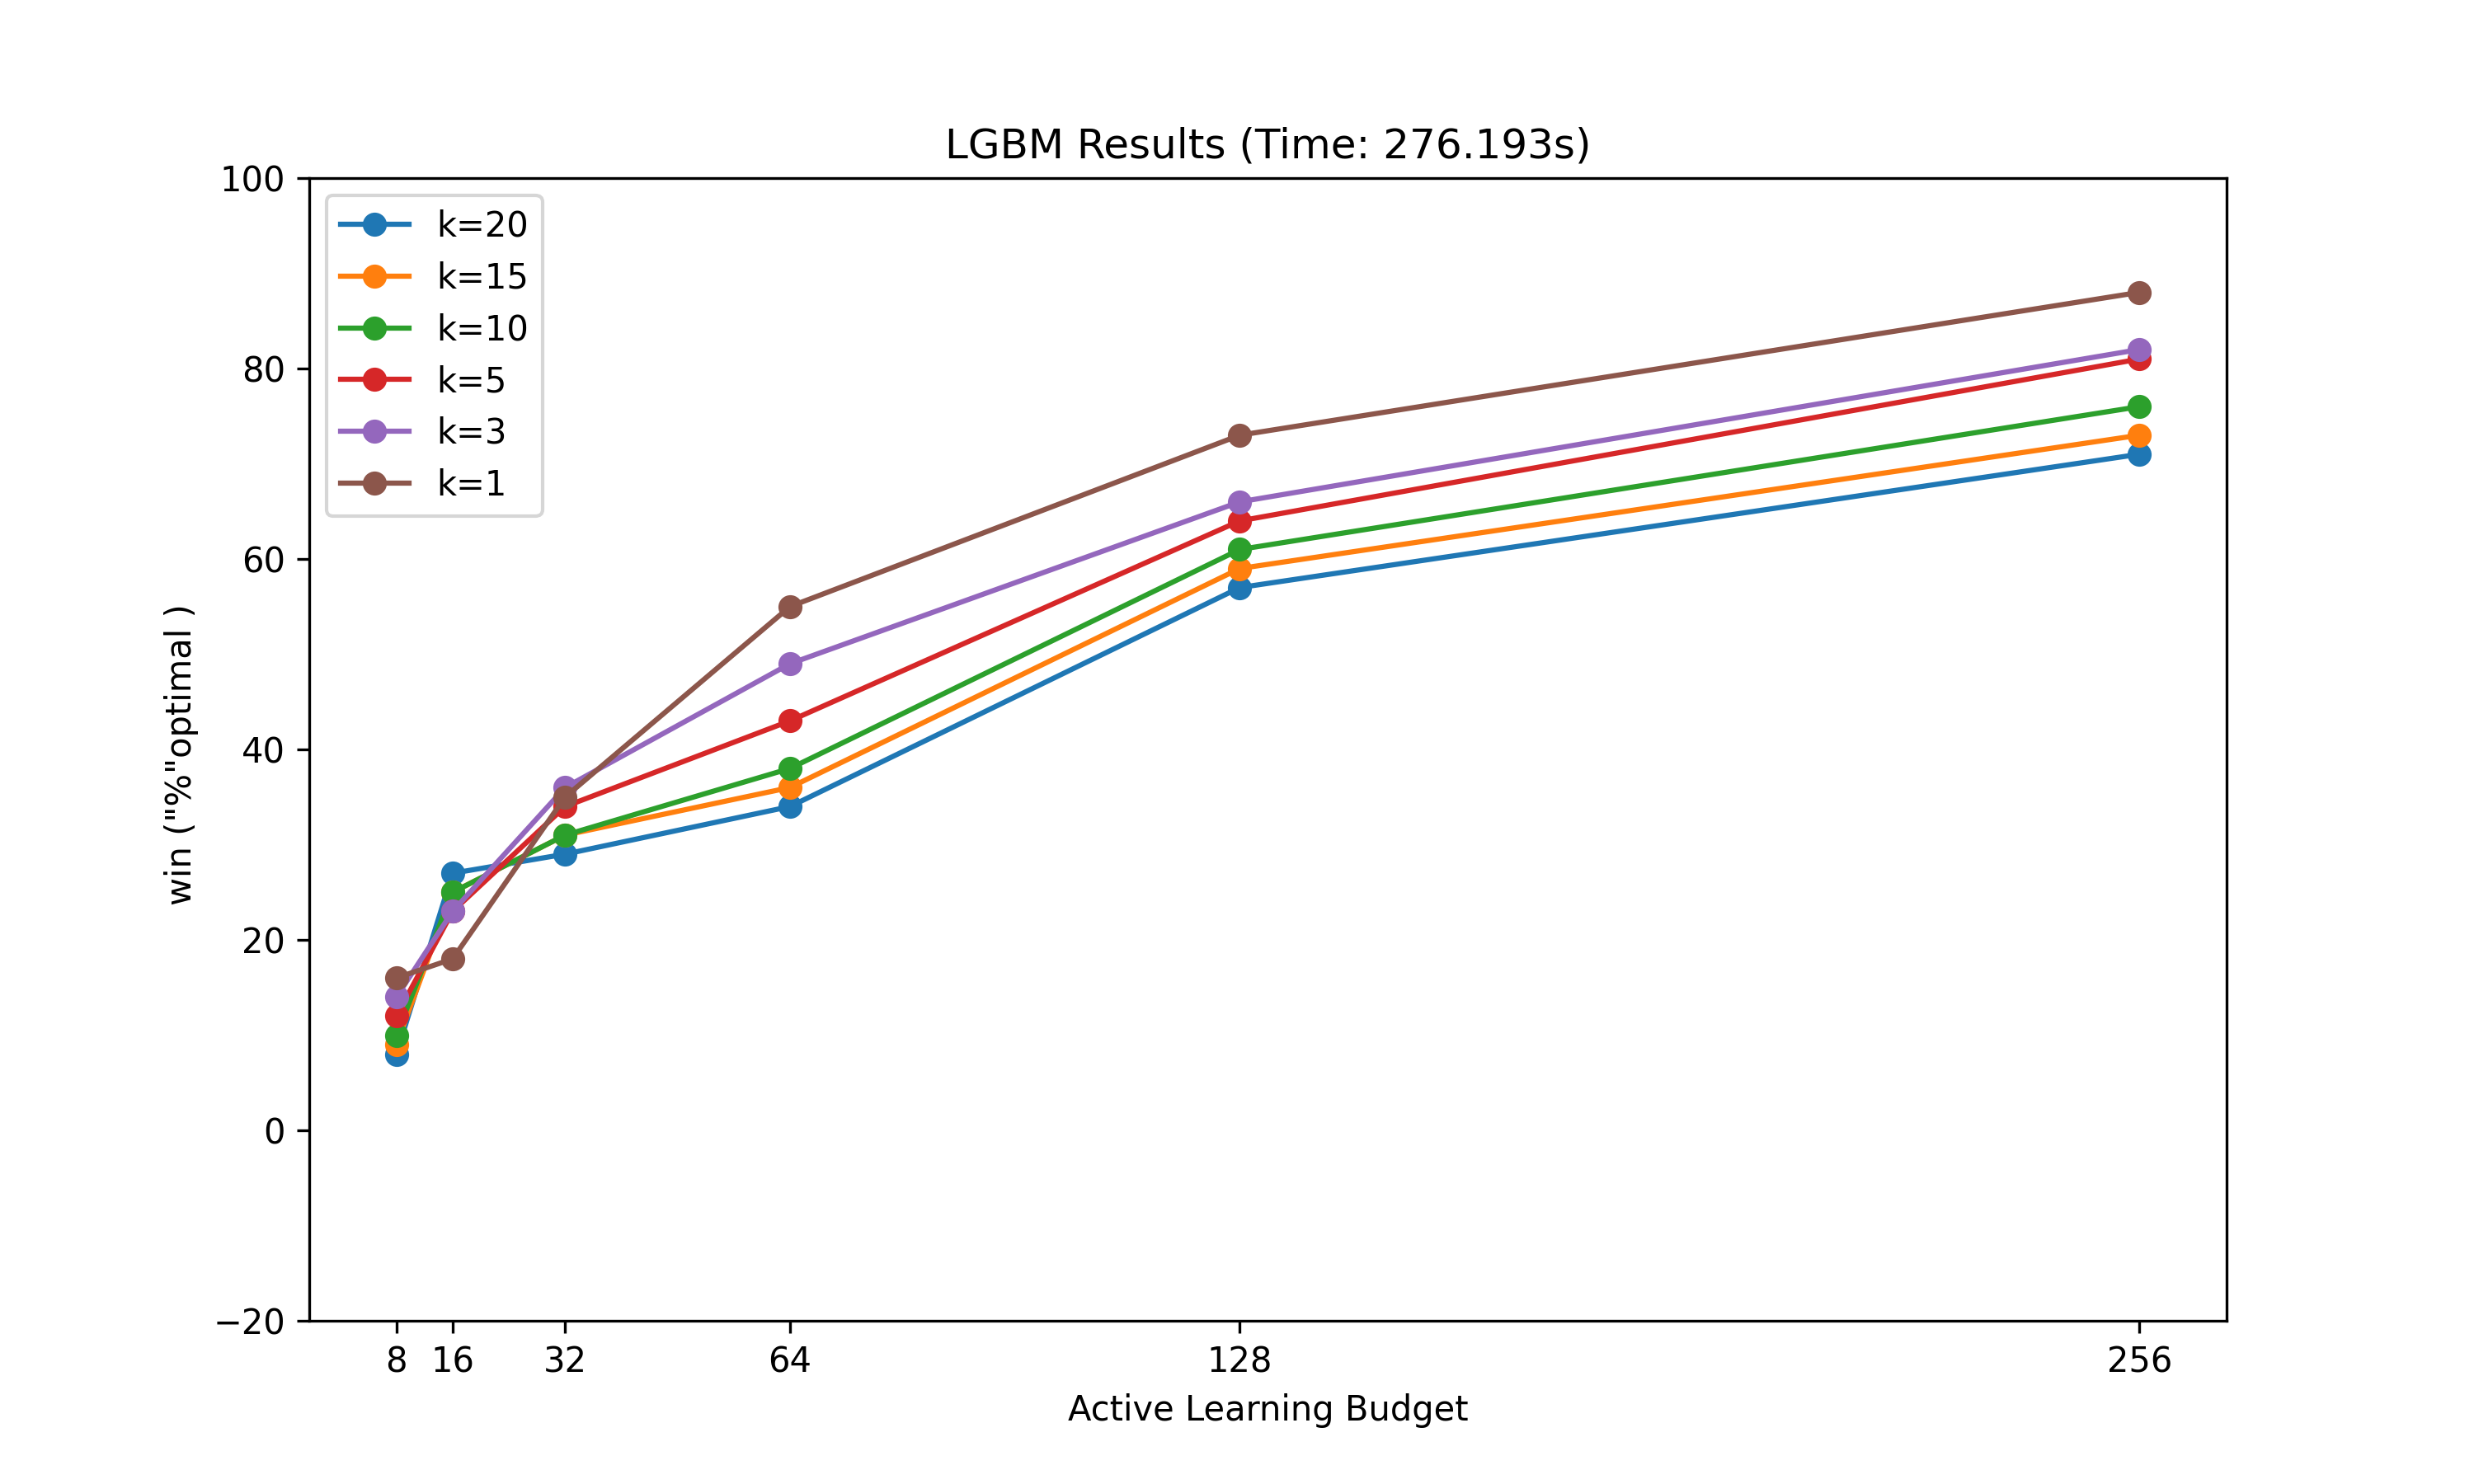 LGBM Results (Time: 276.193s)
100
80
60
40
20
0
−20
win ("%"optimal )
k=20
k=15
k=10
k=5
k=3
k=1
8 16 32 64 128 256
Active Learning Budget